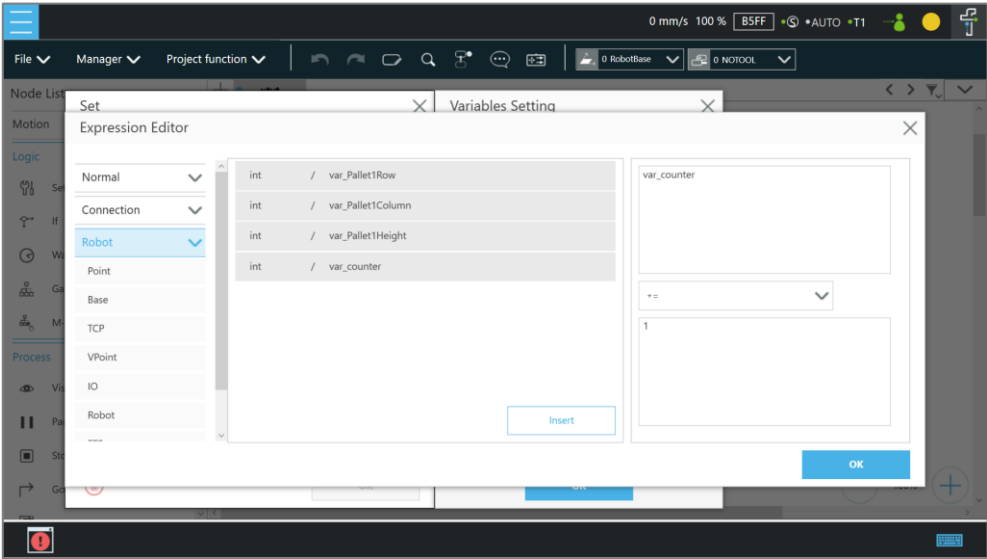 0 mm/s 100 % B5FF S AUTO T1
File Manager Project function 0 RobotBase 0 NOTOOL
Node List
Motion
Set
Variables Setting
Expression Editor
Logic
Process
Normal
Connection
Robot
Point
Base
TCP
VPoint
IO
Robot
int / var_Pallet1Row
int / var_Pallet1Column
int / var_Pallet1Height
int / var_counter
Insert
var_counter
+=
1
OK
If